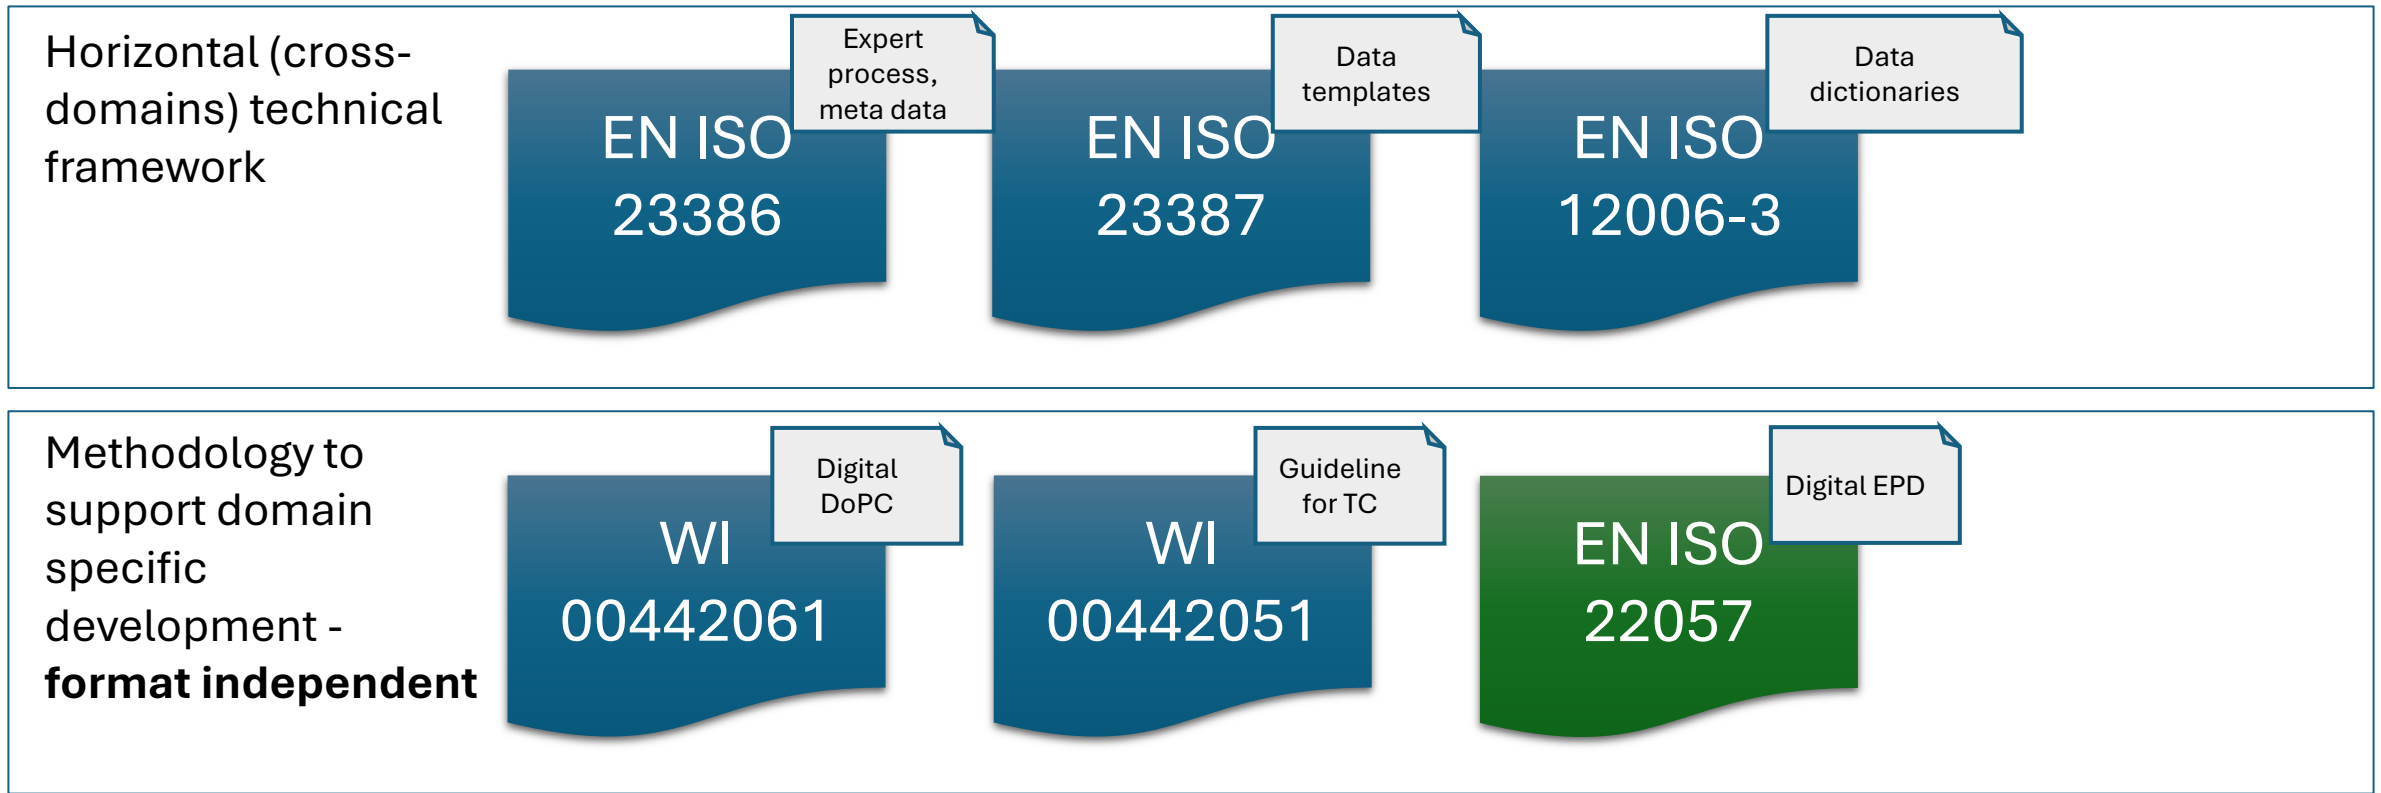 Horizontal (cross-
domains) technical
framework
EN ISO
23386
Expert
process,
meta data
EN ISO
23387
Data
templates
EN ISO
12006-3
Data
dictionaries
Methodology to
support domain
specific
development -
format independent
WI
00442061
Digital
DoPC
WI
00442051
Guideline
for TC
EN ISO
22057
Digital EPD